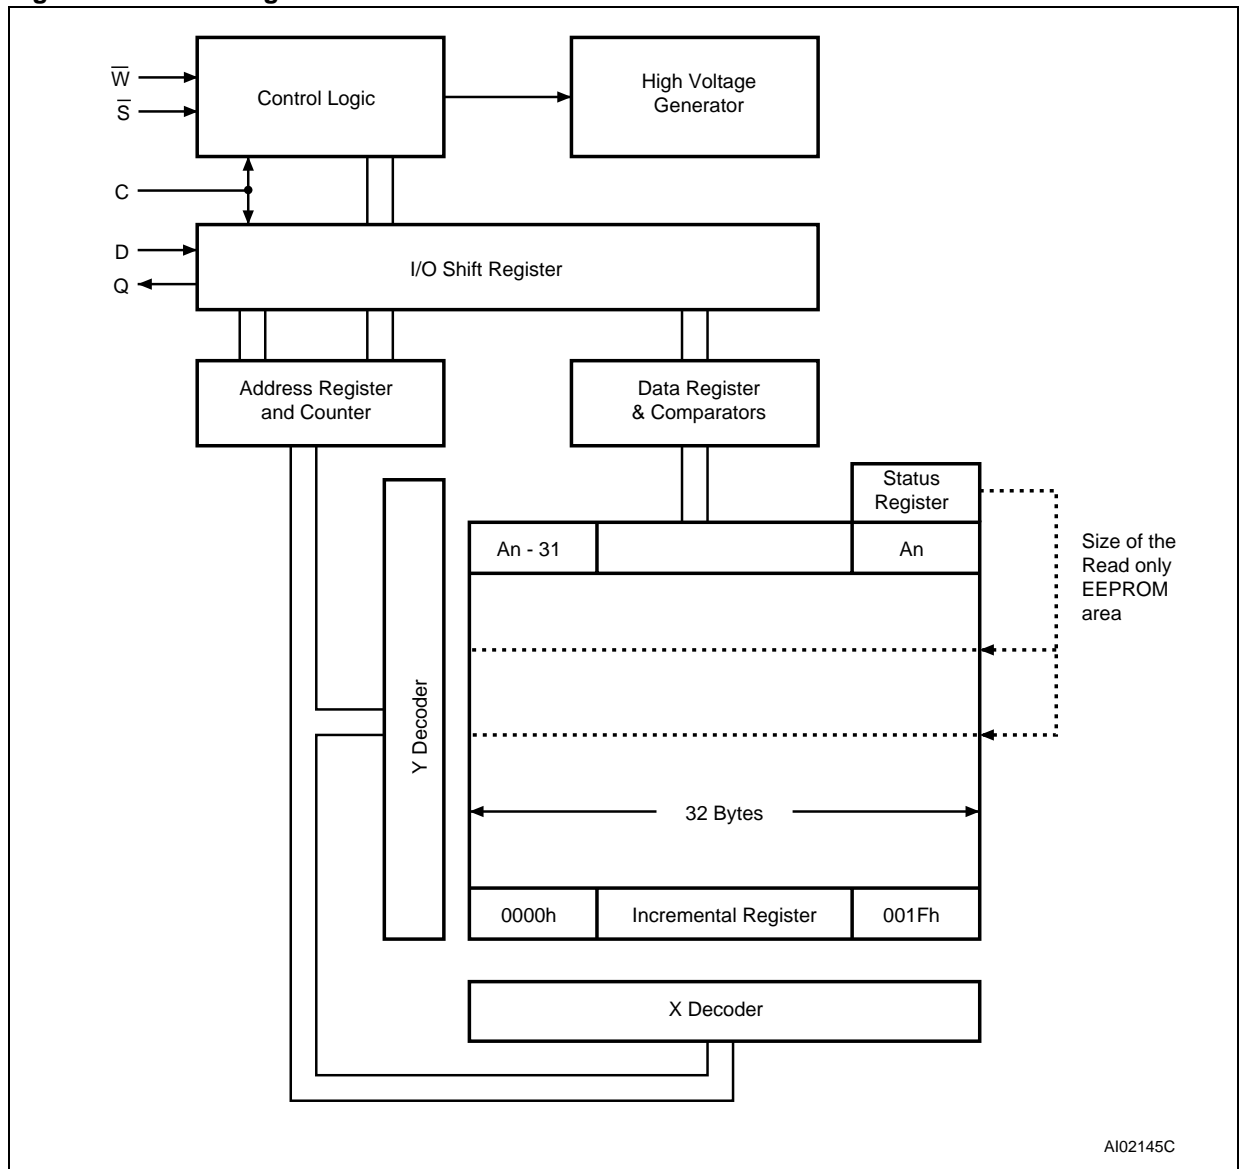 W̅
S̅
Control Logic
High Voltage
Generator
C
D
Q
I/O Shift Register
Address Register
and Counter
Data Register
& Comparators
Status
Register
An - 31
An
Size of the
Read only
EEPROM
area
Y Decoder
32 Bytes
0000h
Incremental Register
001Fh
X Decoder
AI02145C